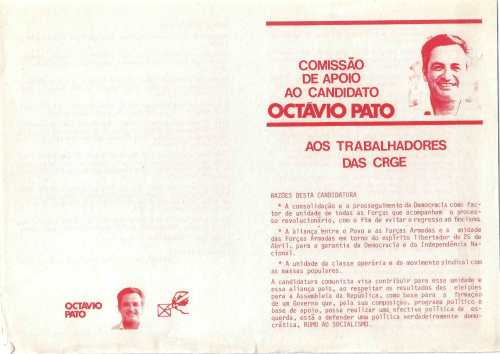 COMISSÃO
DE APOIO
AO CANDIDATO
OCTÁVIO PATO
AOS TRABALHADORES
DAS CRGE
RAZÕES DESTA CANDIDATURA
* A consolidação e o prosseguimento da Democracia como fac-
tor de unidade de todas as Forças que acompanham o proces-
so revolucionário, com o fim de evitar o regresso ao fascismo.
* A aliança entre o Povo e as Forças Armadas e a unidade
das Forças Armadas em torno do espírito libertador do 25 de
Abril, para a garantia da Democracia e da Independência Na-
cional.
* A unidade da classe operária e do movimento sindical com
as massas populares.
A candidatura comunista visa contribuir para essa unidade e
essa aliança pois, ao respeitar os resultados das eleições
para a Assembleia da República, como base para a formação
de um Governo que, pela sua composição, programa político e
base de apoio, possa realizar uma efectiva política de es-
querda, está a defender uma política verdadeiramente demo-
crática, RUMO AO SOCIALISMO.
OCTÁVIO
PATO